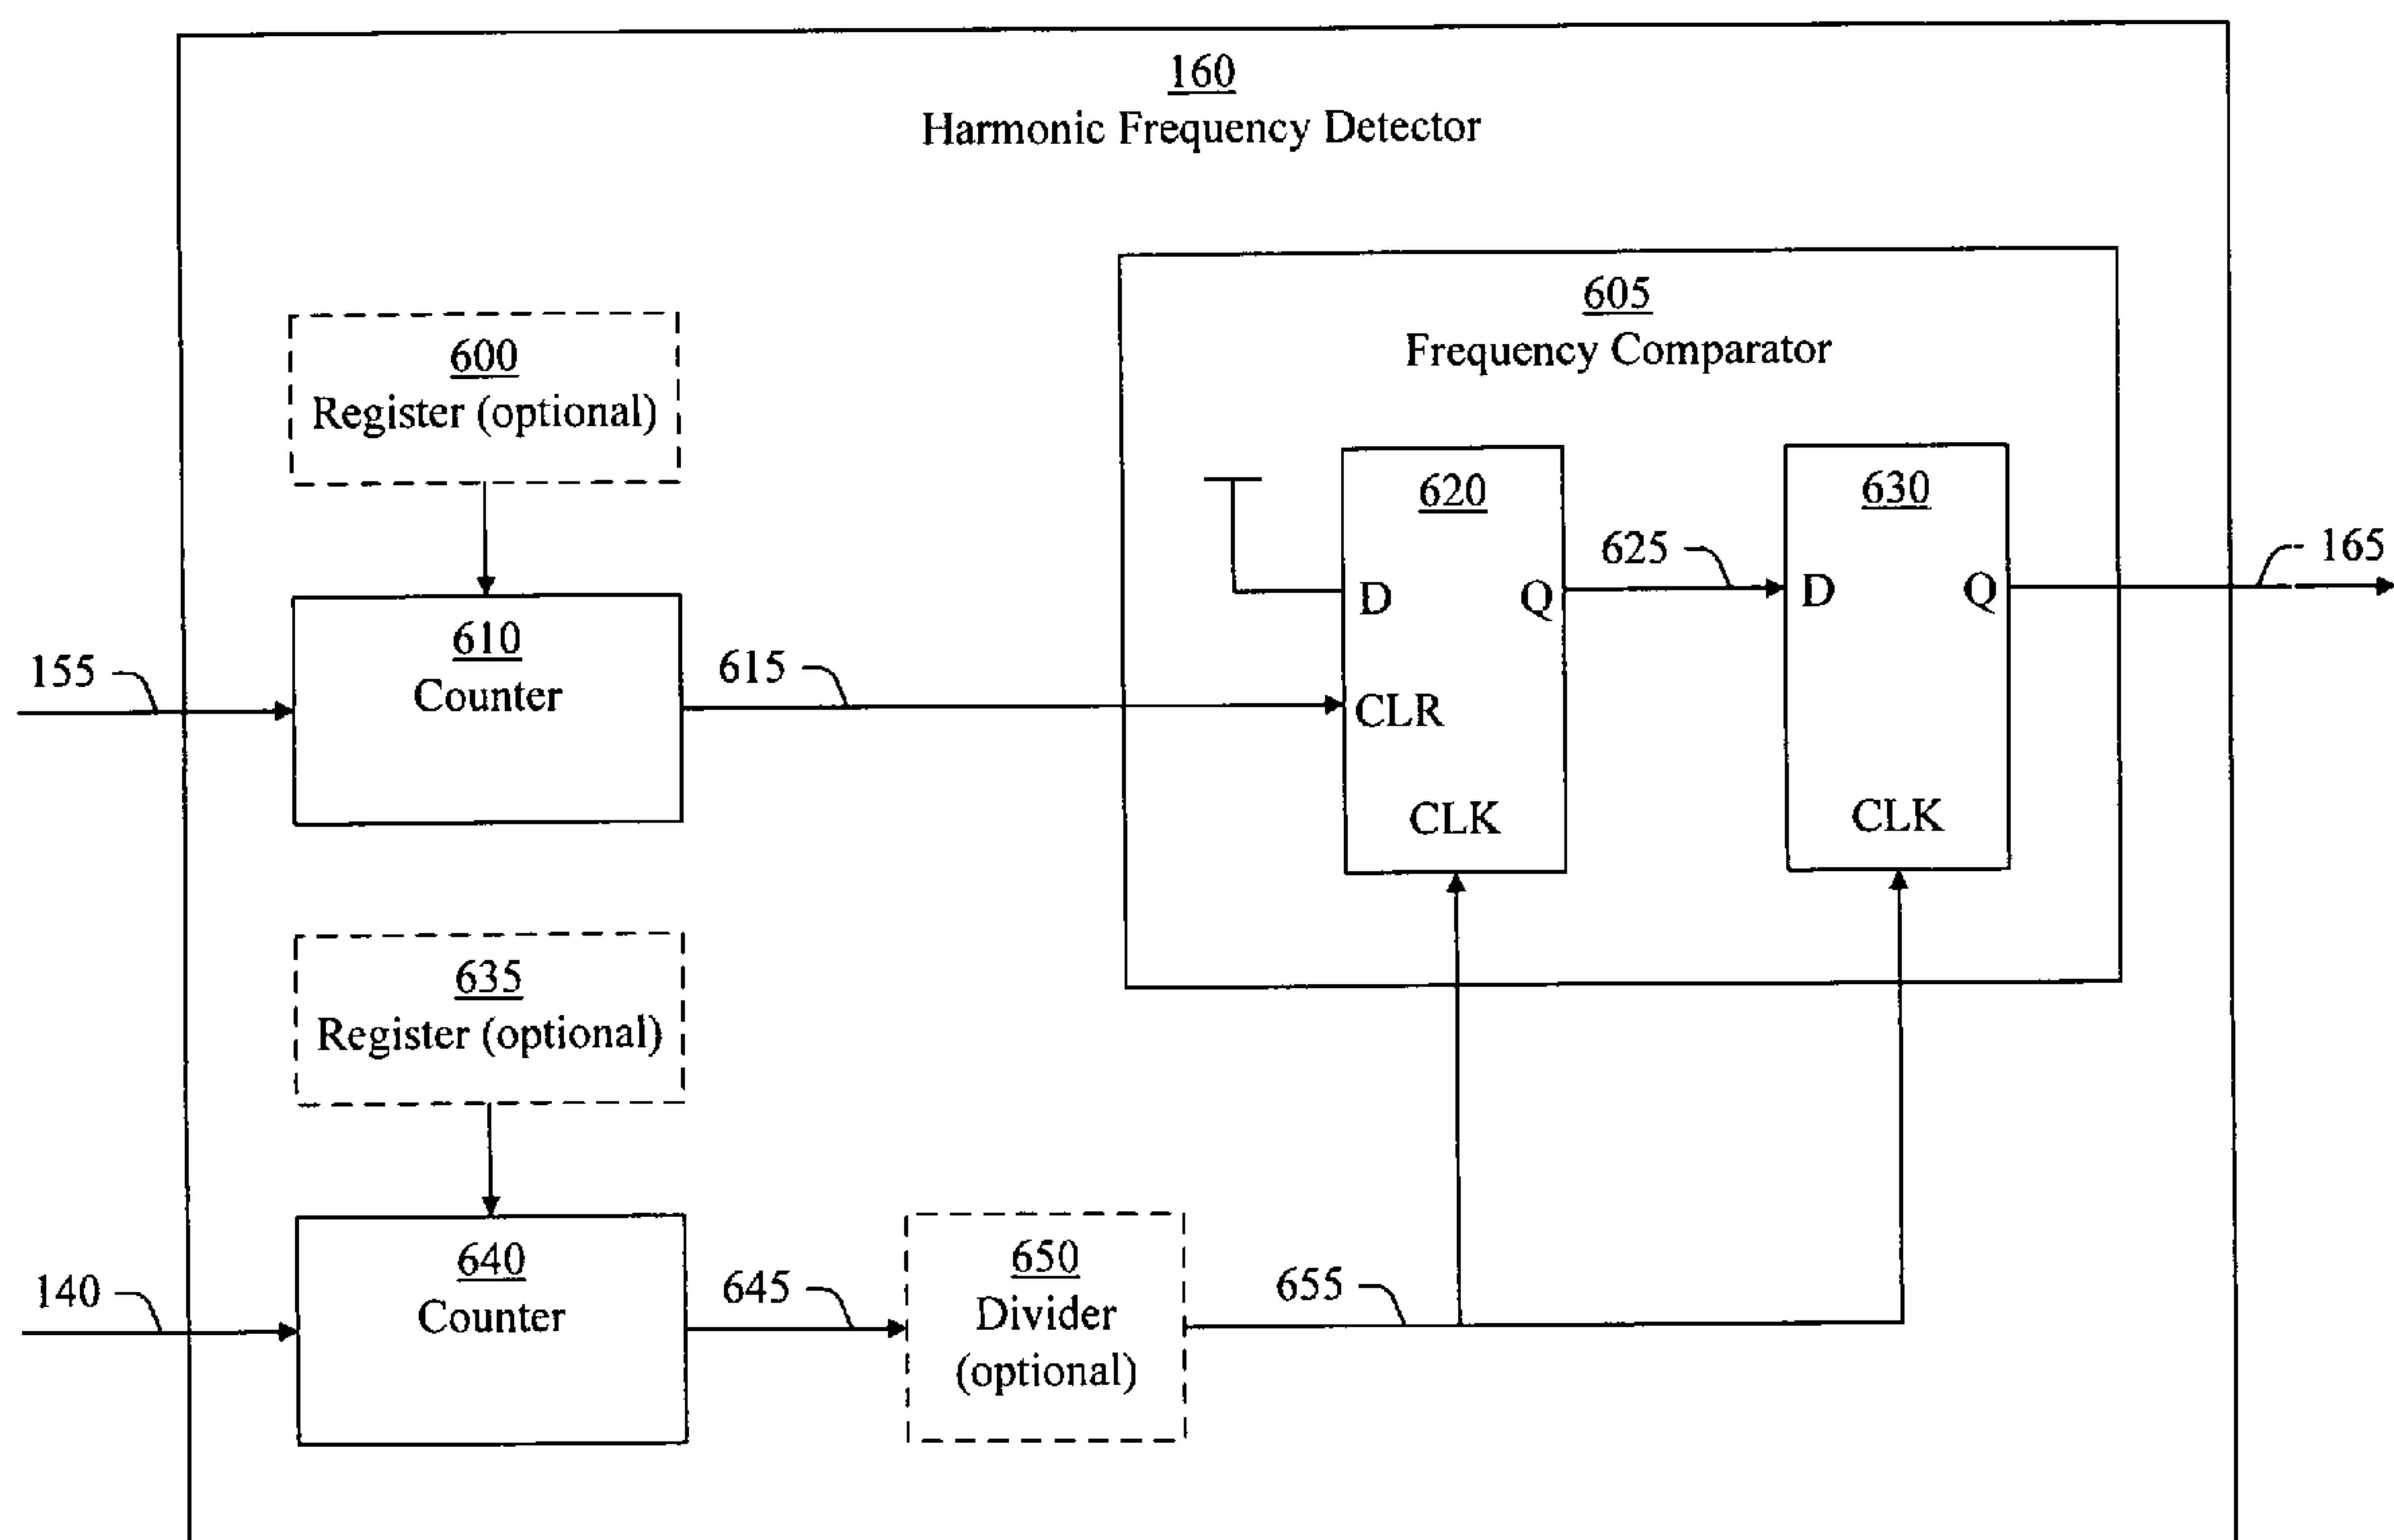 160
Harmonic Frequency Detector
605
Frequency Comparator
600
Register (optional)
620
630
625
165
D
Q
D
Q
610
Counter
155
615
CLR
CLK
CLK
635
Register (optional)
640
Counter
140
645
650
Divider
(optional)
655